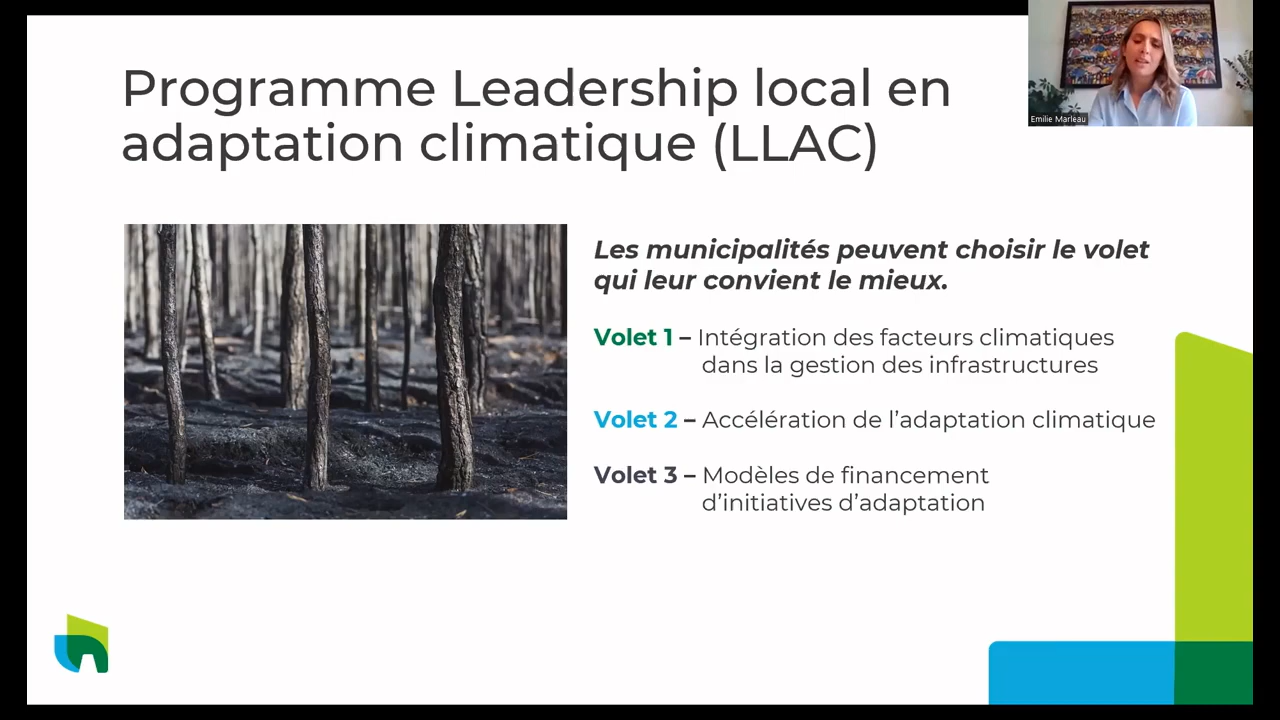 Programme Leadership local en
adaptation climatique (LLAC)
Emilie Marleau
Les municipalités peuvent choisir le volet
qui leur convient le mieux.
Volet 1 – Intégration des facteurs climatiques
dans la gestion des infrastructures
Volet 2 – Accélération de l’adaptation climatique
Volet 3 – Modèles de financement
d’initiatives d’adaptation